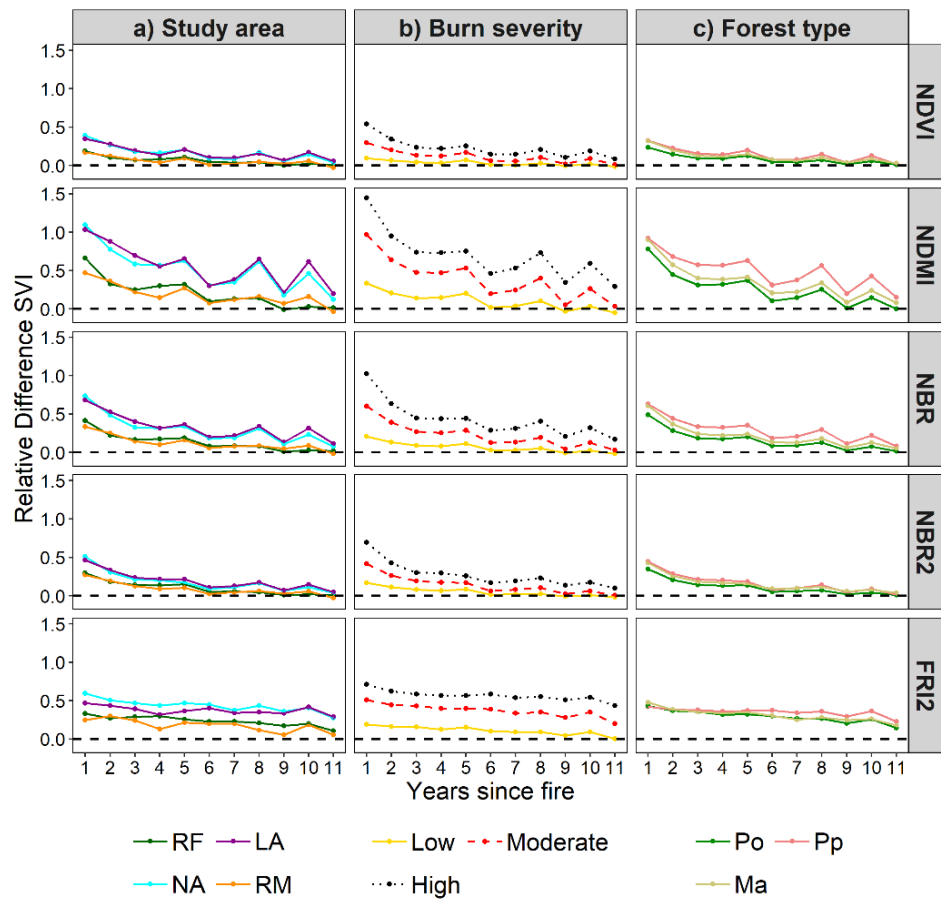 a) Study area b) Burn severity c) Forest type
1.5
1.0
0.5
0.0
NDVI
1.5
1.0
0.5
0.0
NDMI
1.5
1.0
0.5
0.0
NBR
1.5
1.0
0.5
0.0
NBR2
1.5
1.0
0.5
0.0
FRI2
Relative Difference SVI
1 2 3 4 5 6 7 8 9 10 11 1 2 3 4 5 6 7 8 9 10 11 1 2 3 4 5 6 7 8 9 10 11
Years since fire
RF LA Low Moderate Po Pp
NA RM High Ma